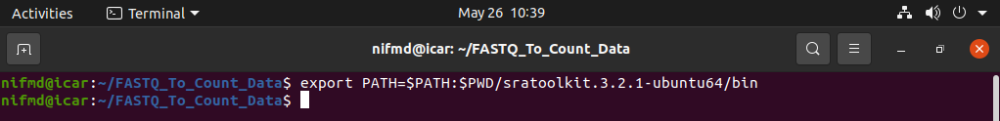 Activities Terminal May 26 10:39
nifmd@icar: ~/FASTQ_To_Count_Data
nifmd@icar:~/FASTQ_To_Count_Data$ export PATH=$PATH:$PWD/sratoolkit.3.2.1-ubuntu64/bin
nifmd@icar:~/FASTQ_To_Count_Data$